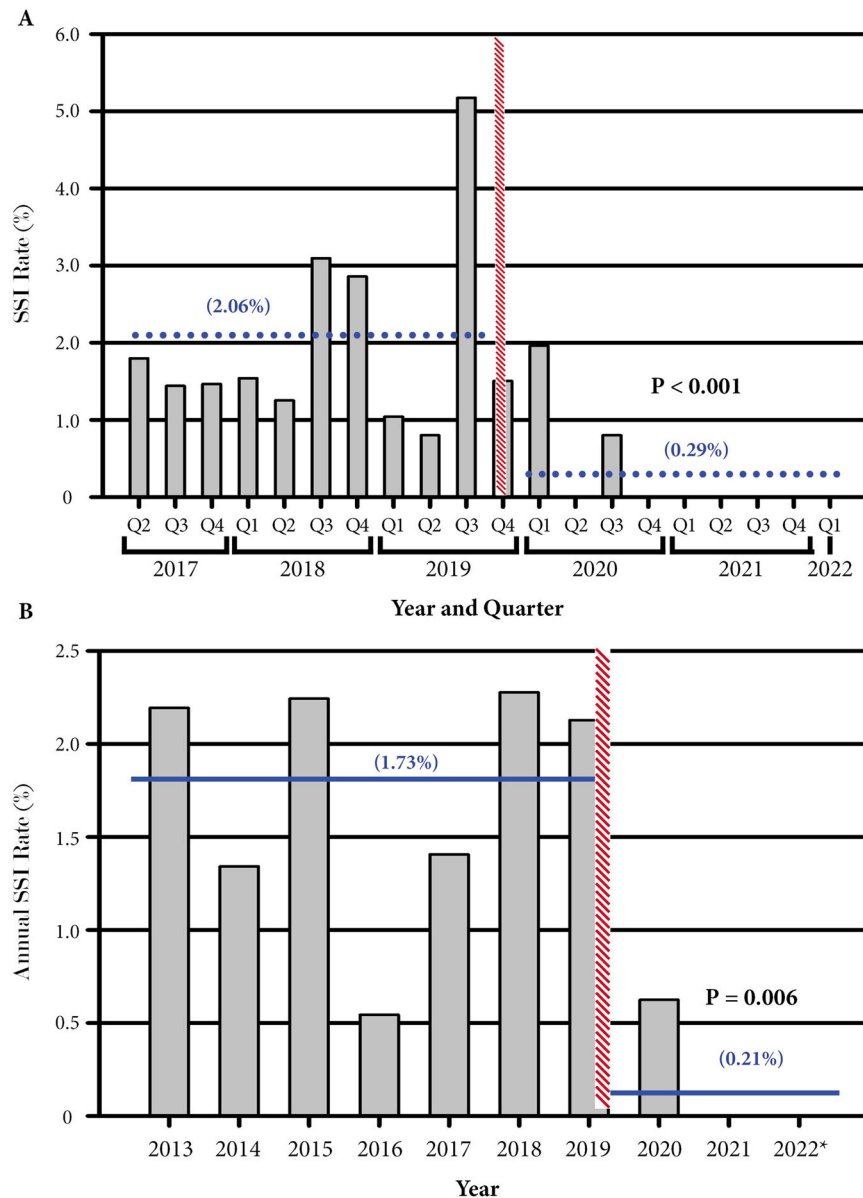 A
6.0
5.0
4.0
3.0
2.0
1.0
0
SSI Rate (%)
(2.06%)
P < 0.001
(0.29%)
Q2 Q3 Q4 Q1 Q2 Q3 Q4 Q1 Q2 Q3 Q4 Q1 Q2 Q3 Q4 Q1 Q2 Q3 Q4 Q1
2017 2018 2019 2020 2021 2022
Year and Quarter
B
2.5
2.0
1.5
1.0
0.5
0
Annual SSI Rate (%)
(1.73%)
P = 0.006
(0.21%)
2013 2014 2015 2016 2017 2018 2019 2020 2021 2022*
Year